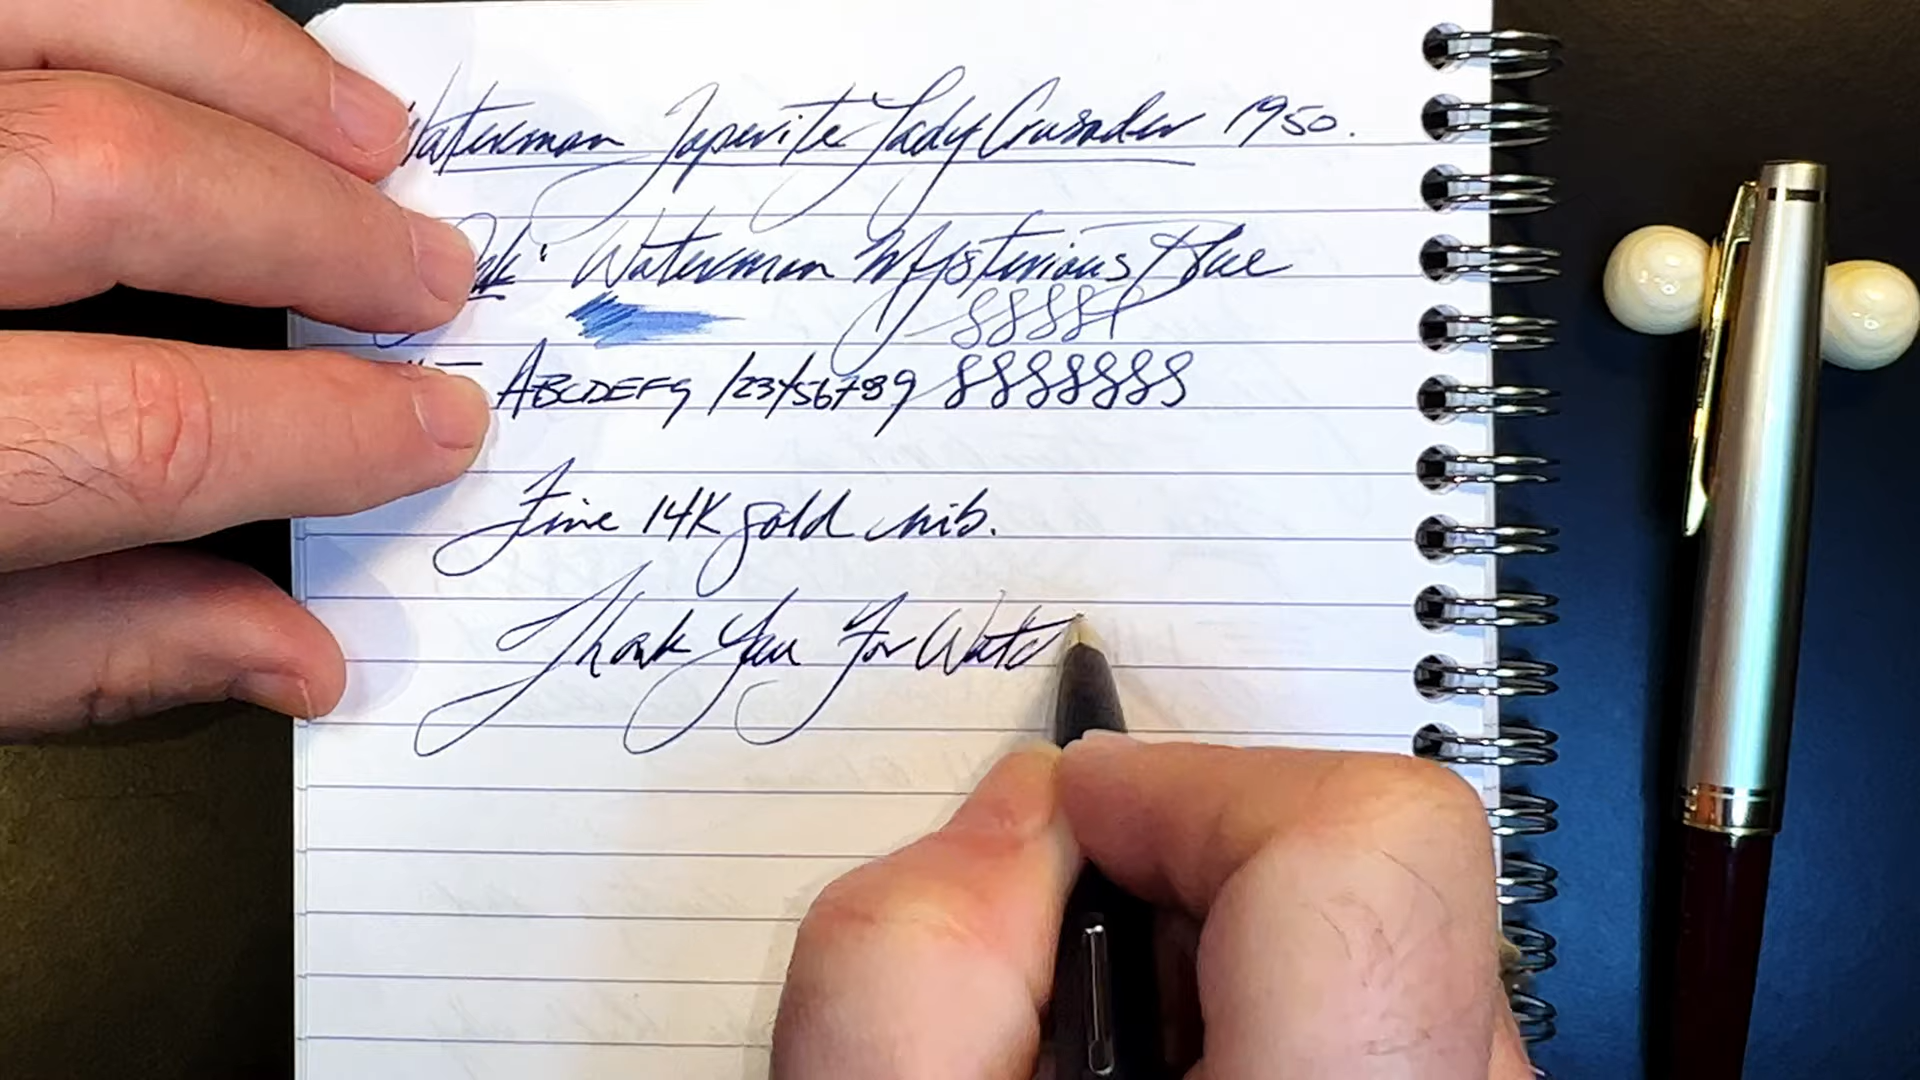 Waterman Taperite Lady Crusader 1950.
Ink: Waterman Mysterious Blue
ABCDEFG 123456789
Fine 14K gold nib.
Thank You For Watc